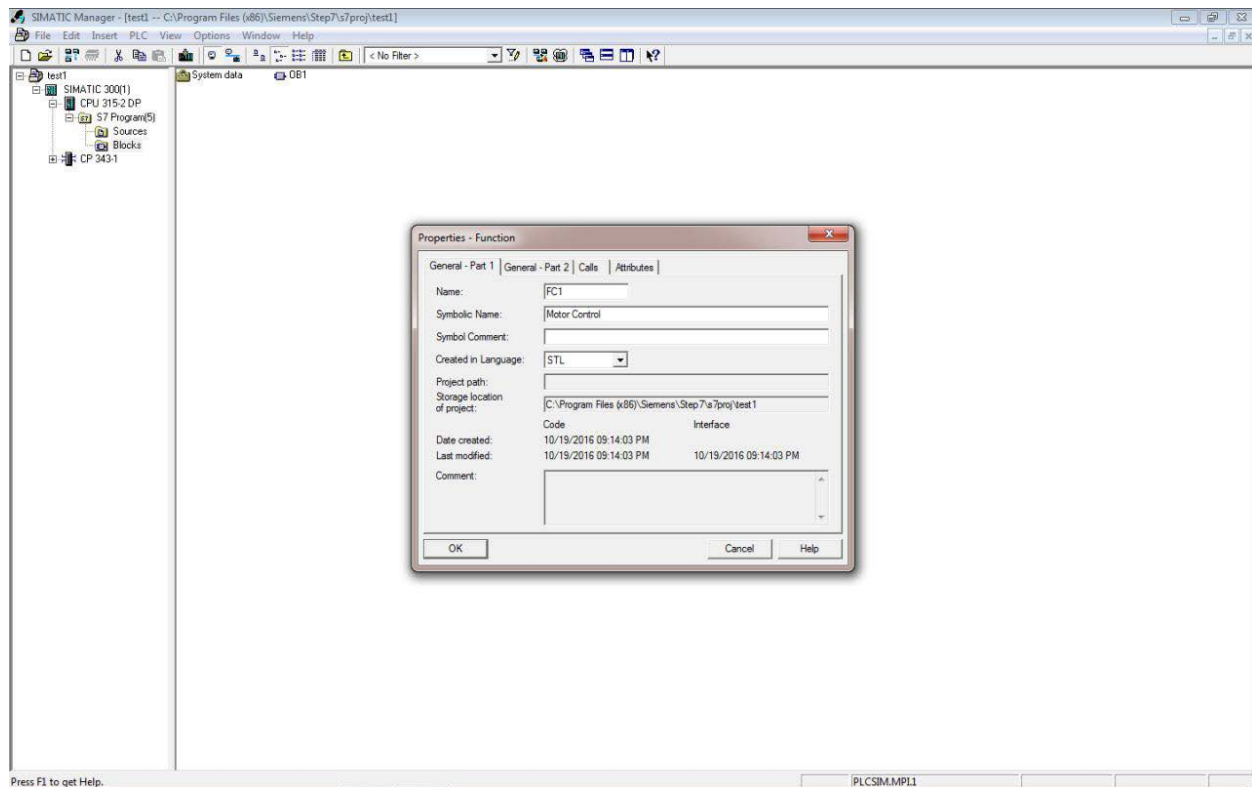 SIMATIC Manager - [test1 -- C:\Program Files (x86)\Siemens\Step7\s7proj\test1]
File Edit Insert PLC View Options Window Help
< No Filter >
test1
SIMATIC 300(1)
CPU 315-2 DP
S7 Program(5)
Sources
Blocks
CP 343-1
System data OB1
Properties - Function
General - Part 1 General - Part 2 Calls Attributes
Name: FC1
Symbolic Name: Motor Control
Symbol Comment:
Created in Language: STL
Project path:
Storage location
of project: C:\Program Files (x86)\Siemens\Step7\s7proj\test1
Code Interface
Date created: 10/19/2016 09:14:03 PM
Last modified: 10/19/2016 09:14:03 PM 10/19/2016 09:14:03 PM
Comment:
OK Cancel Help
Press F1 to get Help. PLCSIM.MPI.1